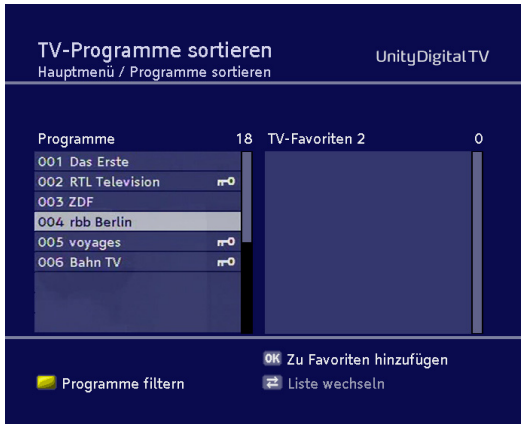 TV-Programme sortieren
UnityDigitalTV
Hauptmenü / Programme sortieren
Programme 18 TV-Favoriten 2 0
001 Das Erste
002 RTL Television
003 ZDF
004 rbb Berlin
005 voyages
006 Bahn TV
OK Zu Favoriten hinzufügen
Programme filtern
Liste wechseln